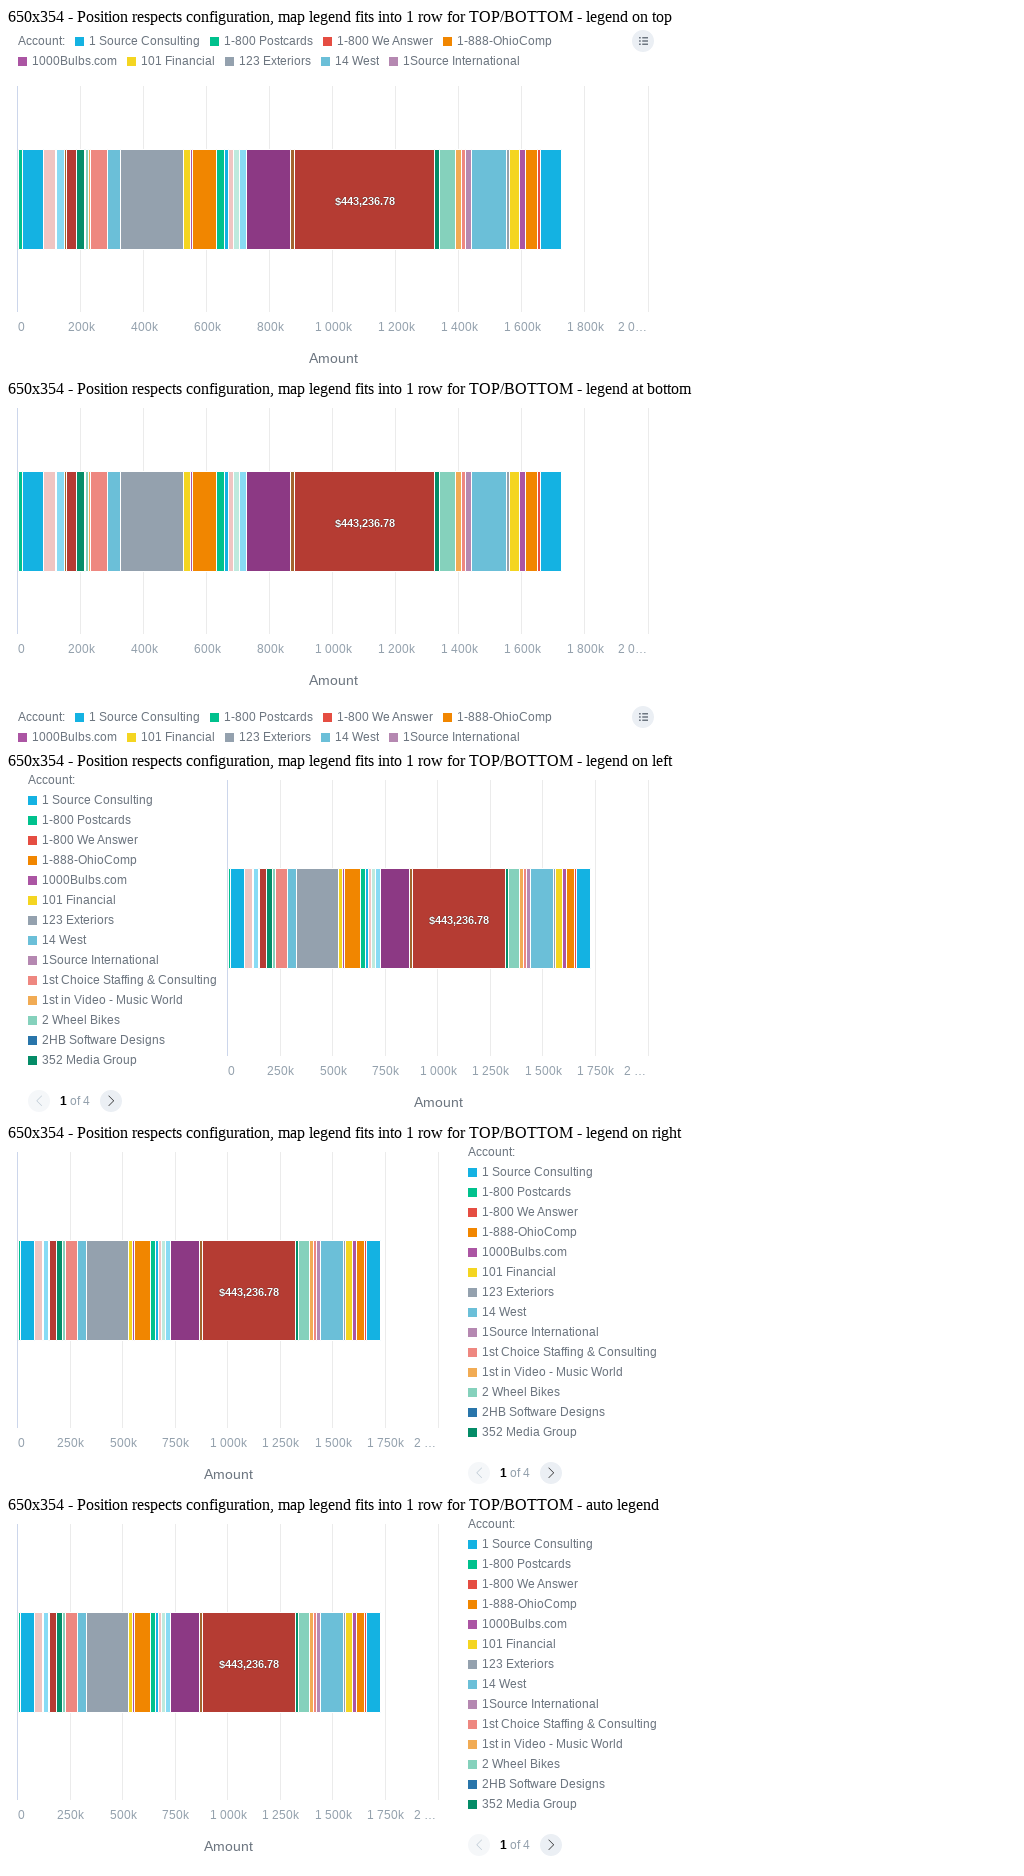 650x354 - Position respects configuration, map legend fits into 1 row for TOP/BOTTOM - legend on top
Account: 1 Source Consulting 1-800 Postcards 1-800 We Answer 1-888-OhioComp
1000Bulbs.com 101 Financial 123 Exteriors 14 West 1Source International
$443,236.78
0 200k 400k 600k 800k 1 000k 1 200k 1 400k 1 600k 1 800k 2 0…
Amount
650x354 - Position respects configuration, map legend fits into 1 row for TOP/BOTTOM - legend at bottom
$443,236.78
0 200k 400k 600k 800k 1 000k 1 200k 1 400k 1 600k 1 800k 2 0…
Amount
Account: 1 Source Consulting 1-800 Postcards 1-800 We Answer 1-888-OhioComp
1000Bulbs.com 101 Financial 123 Exteriors 14 West 1Source International
650x354 - Position respects configuration, map legend fits into 1 row for TOP/BOTTOM - legend on left
Account:
1 Source Consulting
1-800 Postcards
1-800 We Answer
1-888-OhioComp
1000Bulbs.com
101 Financial
123 Exteriors
14 West
1Source International
1st Choice Staffing & Consulting
1st in Video - Music World
2 Wheel Bikes
2HB Software Designs
352 Media Group
1 of 4
$443,236.78
0 250k 500k 750k 1 000k 1 250k 1 500k 1 750k 2 …
Amount
650x354 - Position respects configuration, map legend fits into 1 row for TOP/BOTTOM - legend on right
$443,236.78
0 250k 500k 750k 1 000k 1 250k 1 500k 1 750k 2 …
Amount
Account:
1 Source Consulting
1-800 Postcards
1-800 We Answer
1-888-OhioComp
1000Bulbs.com
101 Financial
123 Exteriors
14 West
1Source International
1st Choice Staffing & Consulting
1st in Video - Music World
2 Wheel Bikes
2HB Software Designs
352 Media Group
1 of 4
650x354 - Position respects configuration, map legend fits into 1 row for TOP/BOTTOM - auto legend
$443,236.78
0 250k 500k 750k 1 000k 1 250k 1 500k 1 750k 2 …
Amount
Account:
1 Source Consulting
1-800 Postcards
1-800 We Answer
1-888-OhioComp
1000Bulbs.com
101 Financial
123 Exteriors
14 West
1Source International
1st Choice Staffing & Consulting
1st in Video - Music World
2 Wheel Bikes
2HB Software Designs
352 Media Group
1 of 4